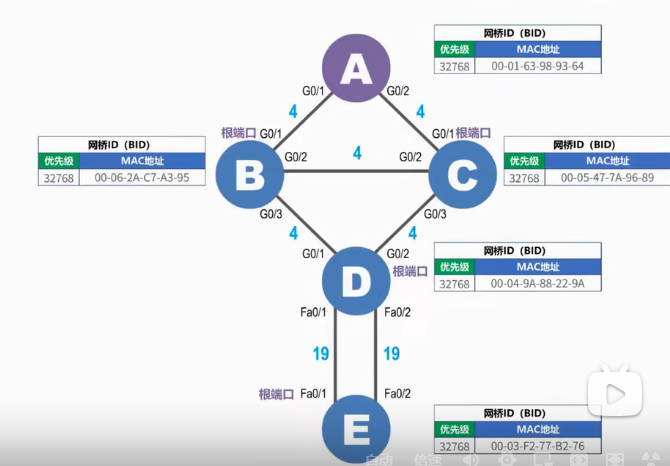 网桥ID（BID）
优先级 MAC地址
32768 00-01-63-98-93-64
A
G0/1 G0/2
4 4
根端口 G0/1 G0/1 根端口
网桥ID（BID）
优先级 MAC地址
32768 00-06-2A-C7-A3-95
B
G0/2 4 G0/2
C
网桥ID（BID）
优先级 MAC地址
32768 00-05-47-7A-96-89
G0/3 G0/3
4 4
G0/1 G0/2
根端口
D
网桥ID（BID）
优先级 MAC地址
32768 00-04-9A-88-22-9A
Fa0/1 Fa0/2
19 19
根端口 Fa0/1 Fa0/2
E
网桥ID（BID）
优先级 MAC地址
32768 00-03-F2-77-B2-76
自动 倍速